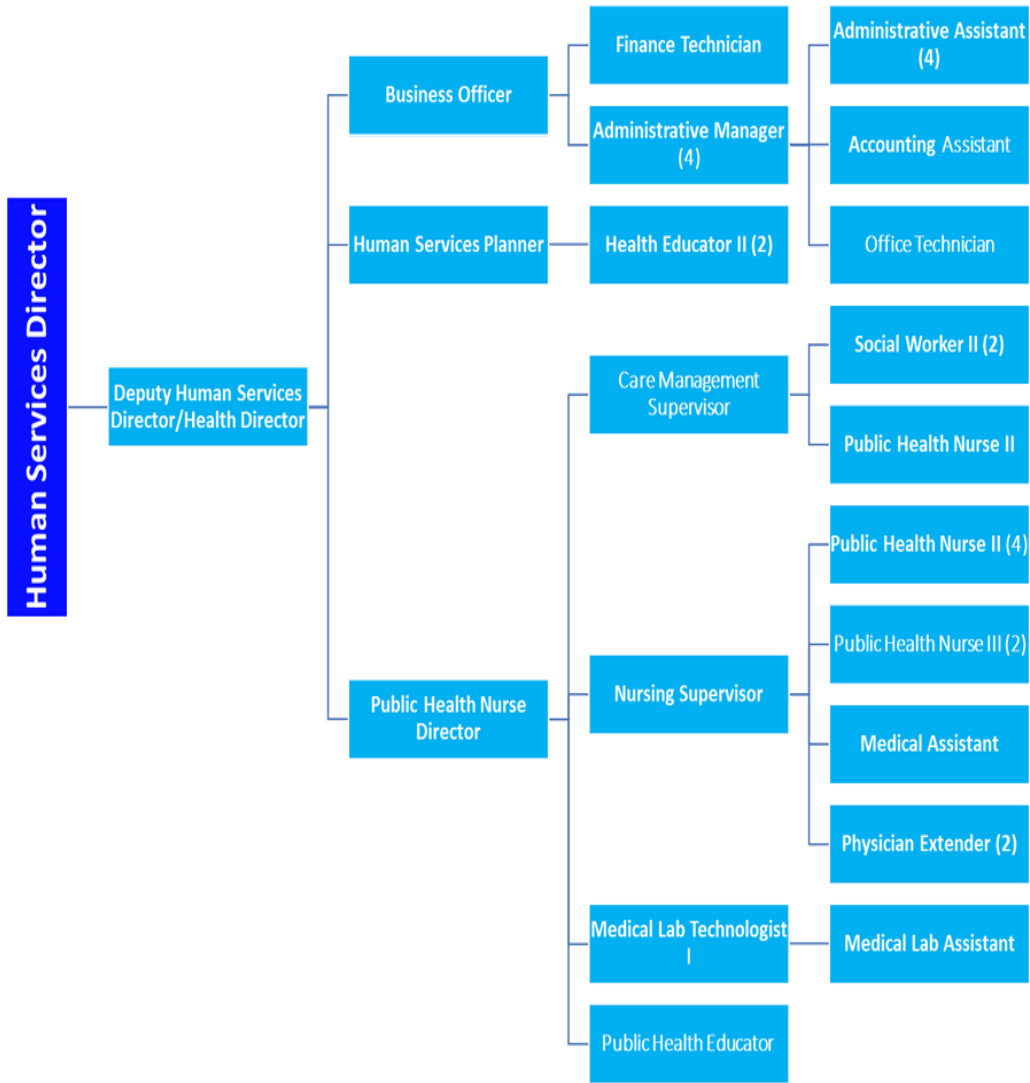 Human Services Director
Deputy Human Services
Director/Health Director
Business Officer
Finance Technician
Administrative Manager
(4)
Administrative Assistant
(4)
Accounting Assistant
Office Technician
Human Services Planner
Health Educator II (2)
Public Health Nurse
Director
Care Management
Supervisor
Social Worker II (2)
Public Health Nurse II
Nursing Supervisor
Public Health Nurse II (4)
Public Health Nurse III (2)
Medical Assistant
Physician Extender (2)
Medical Lab Technologist
I
Medical Lab Assistant
Public Health Educator